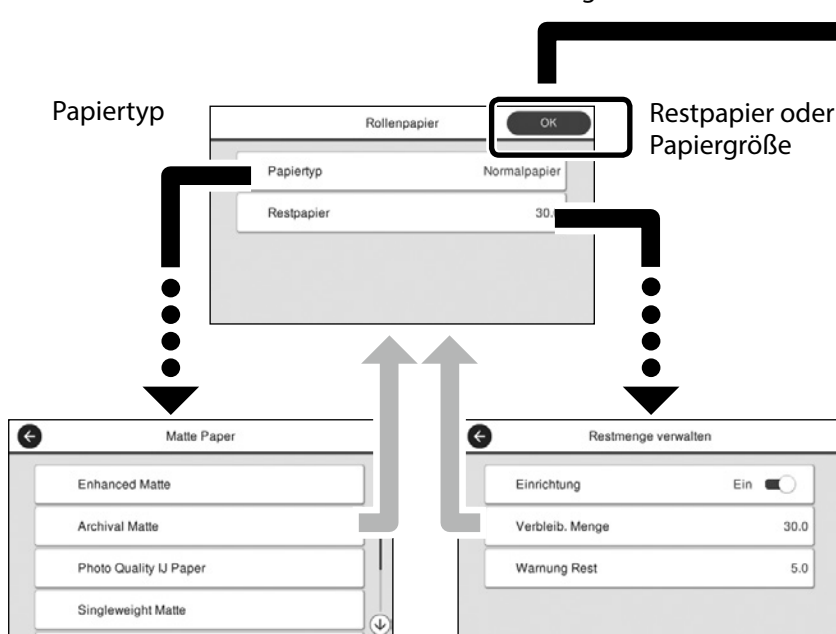 Papiertyp
Rollenpapier
OK
Restpapier oder
Papiergröße
Papiertyp
Normalpapier
Restpapier
30.
Matte Paper
Enhanced Matte
Archival Matte
Photo Quality IJ Paper
Singleweight Matte
Restmenge verwalten
Einrichtung
Ein
Verbleib. Menge
30.0
Warnung Rest
5.0